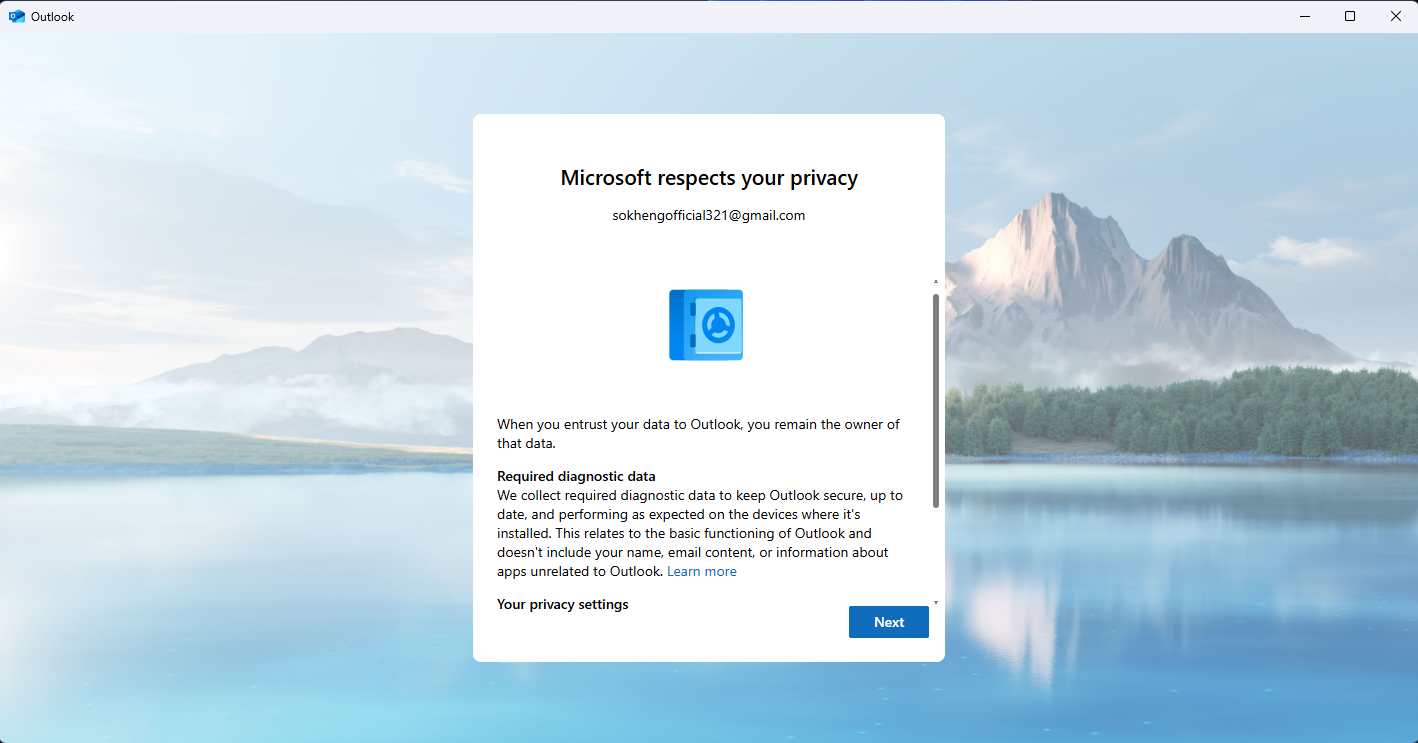 Outlook
Microsoft respects your privacy
sokhengofficial321@gmail.com
When you entrust your data to Outlook, you remain the owner of
that data.
Required diagnostic data
We collect required diagnostic data to keep Outlook secure, up to
date, and performing as expected on the devices where it's
installed. This relates to the basic functioning of Outlook and
doesn't include your name, email content, or information about
apps unrelated to Outlook. Learn more
Your privacy settings
Next